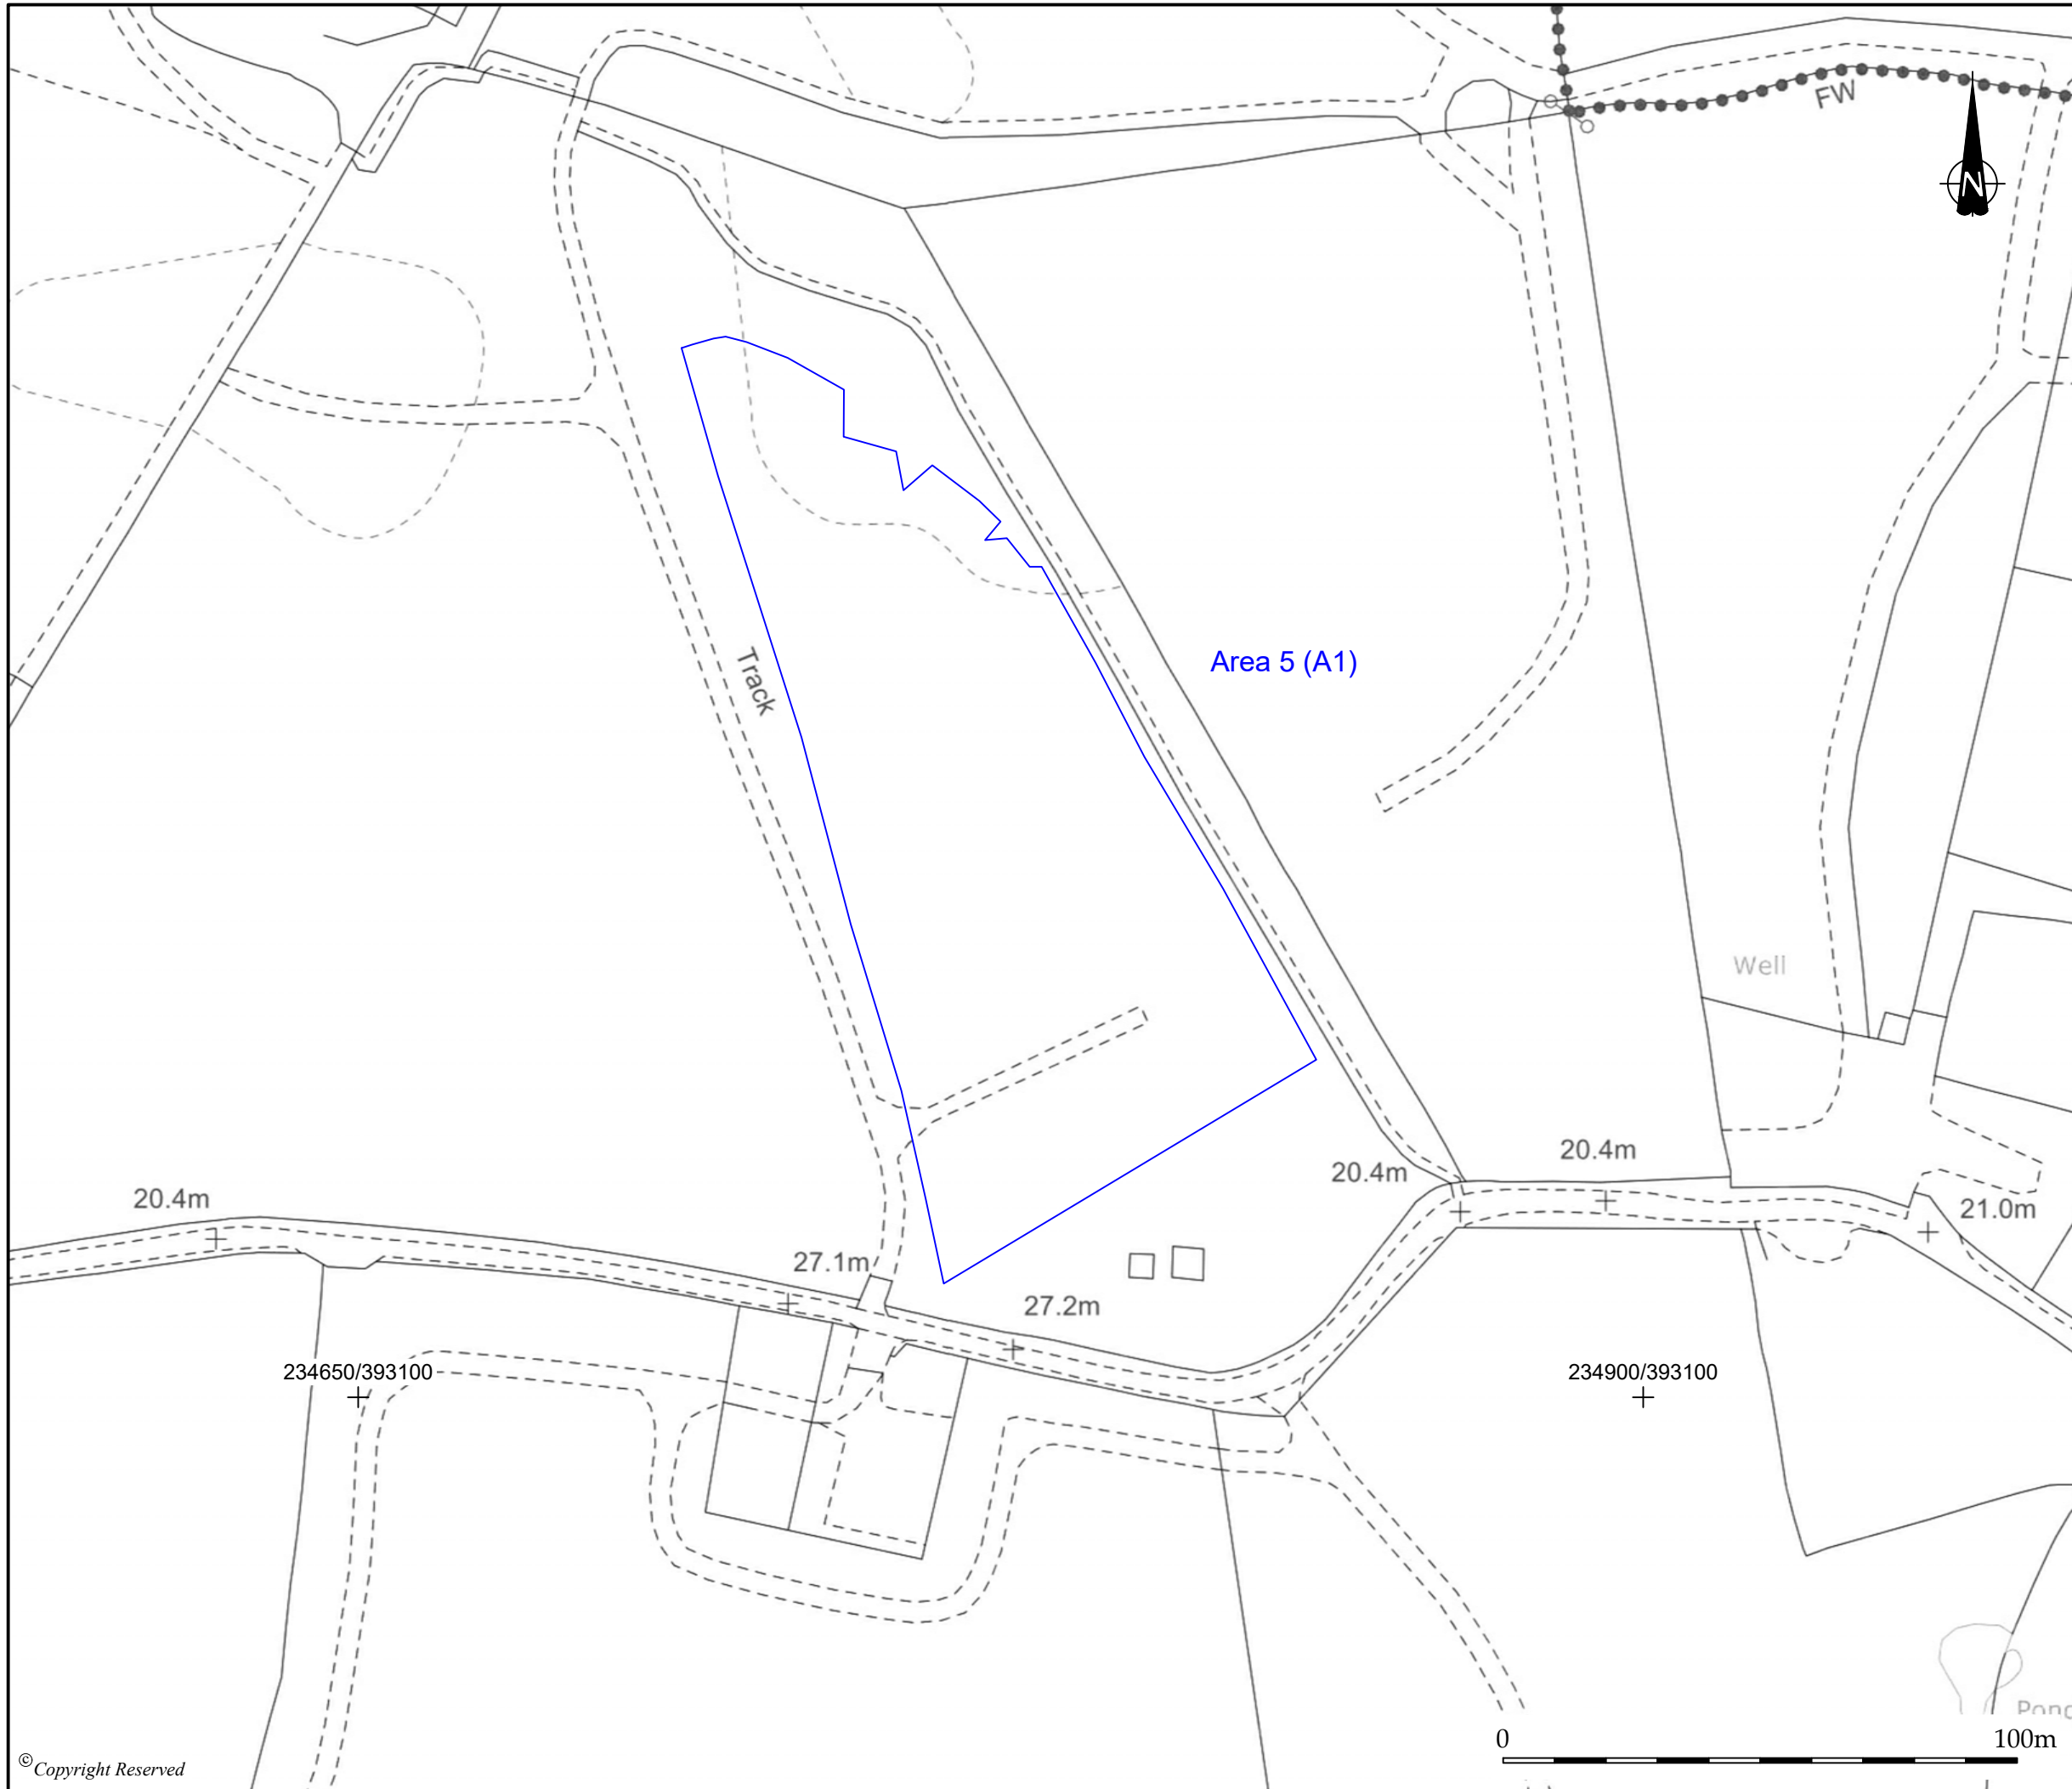 FW
N
Track
Area 5 (A1)
Well
20.4m
20.4m
20.4m
21.0m
27.1m
27.2m
234650/393100
234900/393100
Pond
0 100m
©Copyright Reserved